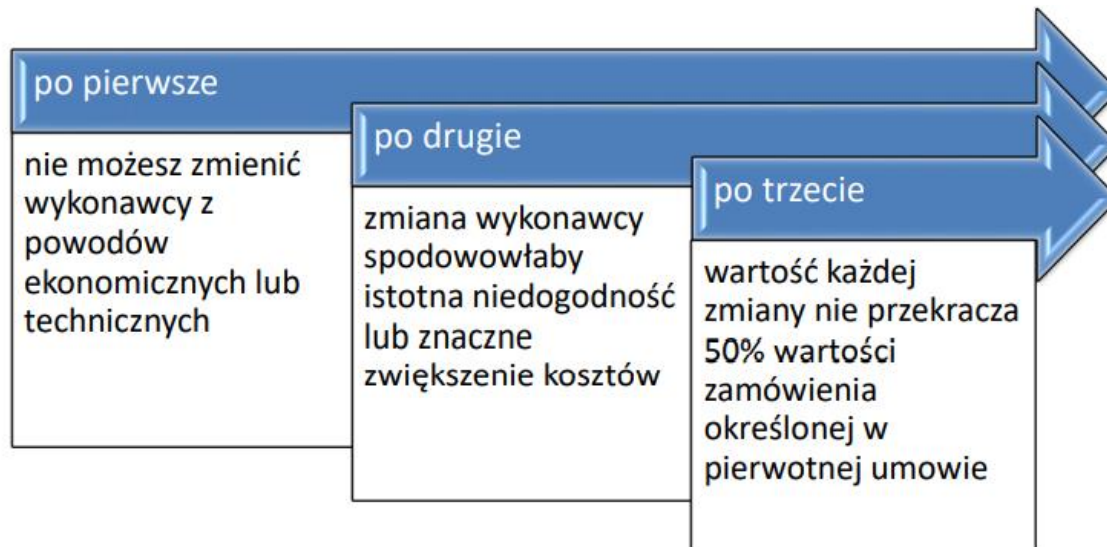 po pierwsze
nie możesz zmienić
wykonawcy z
powodów
ekonomicznych lub
technicznych
po drugie
zmiana wykonawcy
spodowowłaby
istotna niedogodność
lub znaczne
zwiększenie kosztów
po trzecie
wartość każdej
zmiany nie przekracza
50% wartości
zamówienia
określonej w
pierwotnej umowie